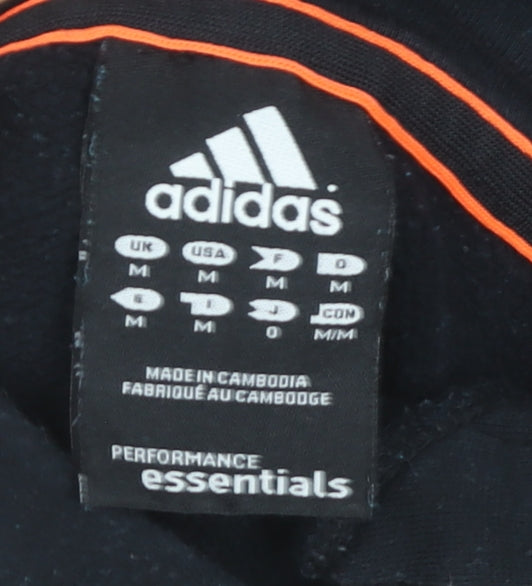 adidas
UK USA F D
M M M M
E I J CDN
M M O M/M
MADE IN CAMBODIA
FABRIQUÉ AU CAMBODGE
PERFORMANCE
essentials